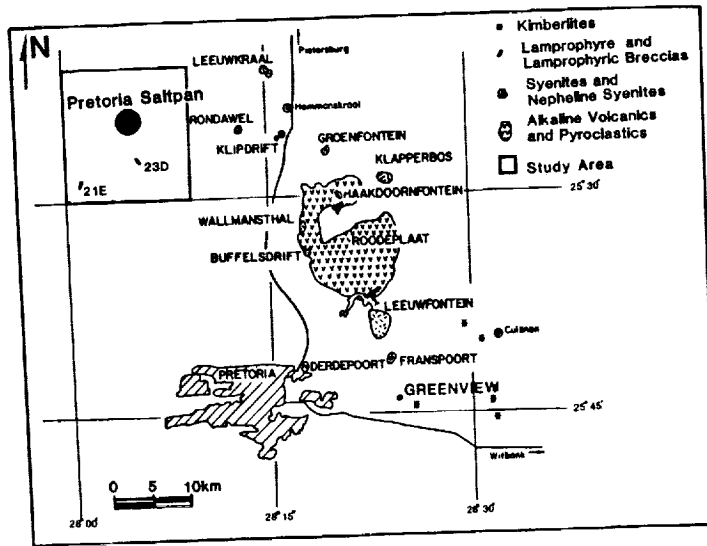 N
Pietersburg
Kimberlites
Lamprophyre and
Lamprophyric Breccias
Syenites and
Nepheline Syenites
Alkaline Volcanics
and Pyroclastics
Study Area
LEEUWKRAAL
Pretoria Saltpan
Hammanskraal
RONDAWEL
KLIPDRIFT
GROENFONTEIN
23D
KLAPPERBOS
21E
HAAKDOORNFONTEIN
25° 30'
WALLMANSTHAL
ROODEPLAAT
BUFFELSDRIFT
LEEUWFONTEIN
Cullinan
PRETORIA
DERDEPOORT
FRANSPOORT
GREENVIEW
25° 45'
Witbank
0 5 10km
28° 00'
28° 15'
28° 30'